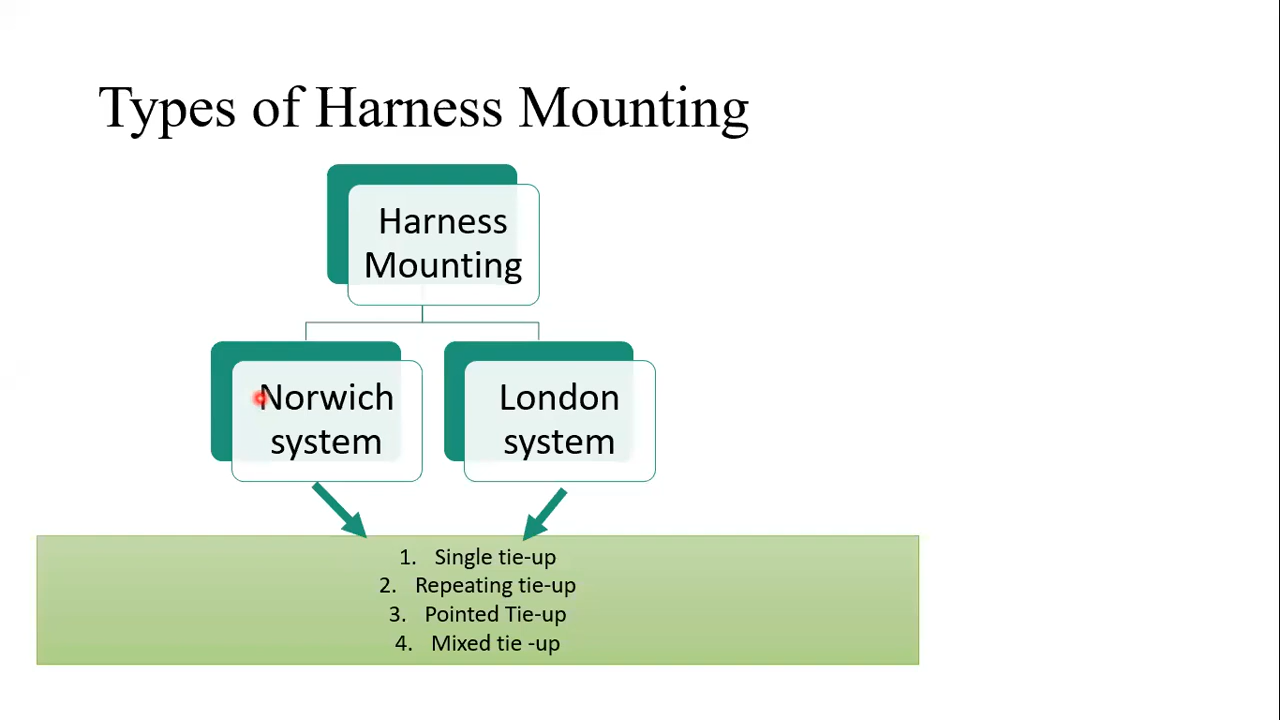 Types of Harness Mounting
Harness
Mounting
Norwich
system
London
system
1. Single tie-up
2. Repeating tie-up
3. Pointed Tie-up
4. Mixed tie -up